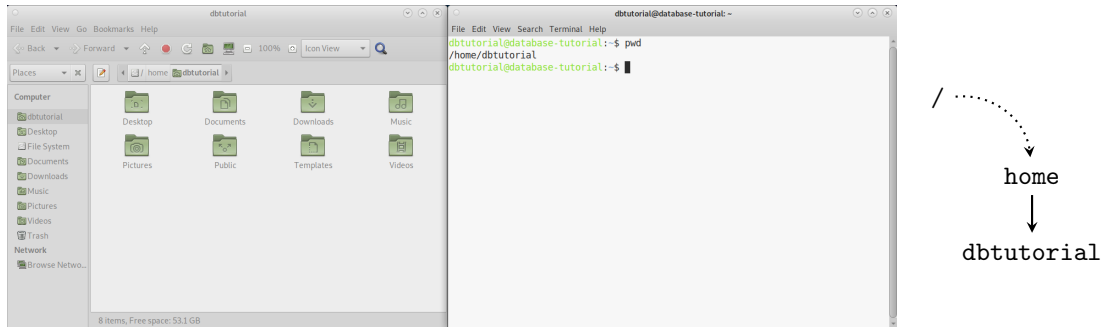 dbtutorial
File Edit View Go Bookmarks Help
Back Forward 100% Icon View
Places / home dbtutorial
Computer
dbtutorial
Desktop
File System
Documents
Downloads
Music
Pictures
Videos
Trash
Network
Browse Netwo...
Desktop Documents Downloads Music
Pictures Public Templates Videos
8 items, Free space: 53.1 GB
dbtutorial@database-tutorial: ~
File Edit View Search Terminal Help
dbtutorial@database-tutorial:~$ pwd
/home/dbtutorial
dbtutorial@database-tutorial:~$
/
home
dbtutorial